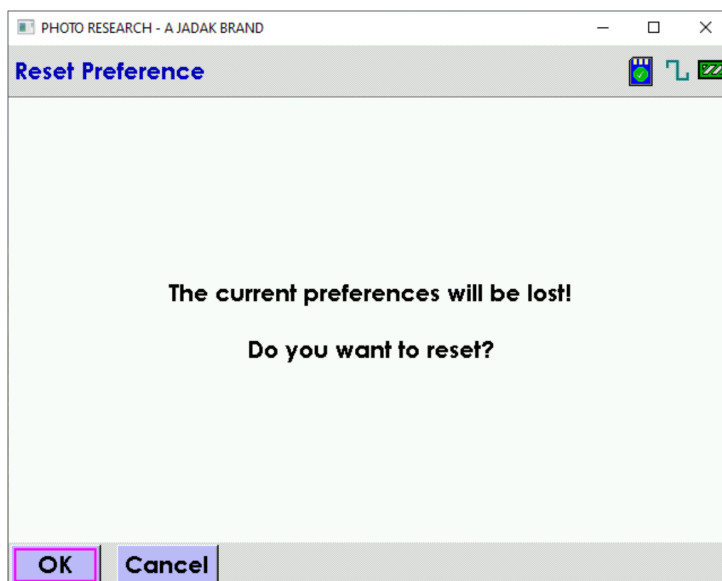 PHOTO RESEARCH - A JADAK BRAND
Reset Preference
The current preferences will be lost!
Do you want to reset?
OK Cancel